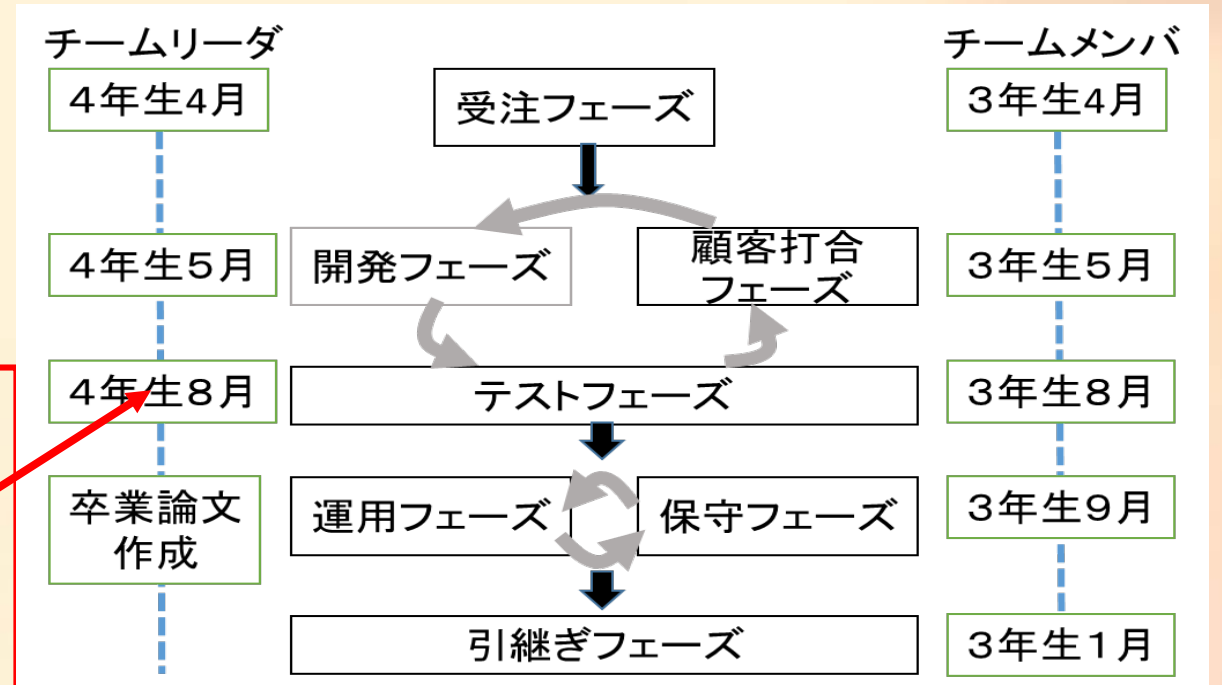 チームリーダ
チームメンバ
４年生4月
受注フェーズ
３年生4月
４年生５月
開発フェーズ
顧客打合
フェーズ
３年生５月
４年生８月
テストフェーズ
３年生８月
卒業論文
作成
運用フェーズ
保守フェーズ
３年生９月
引継ぎフェーズ
３年生１月